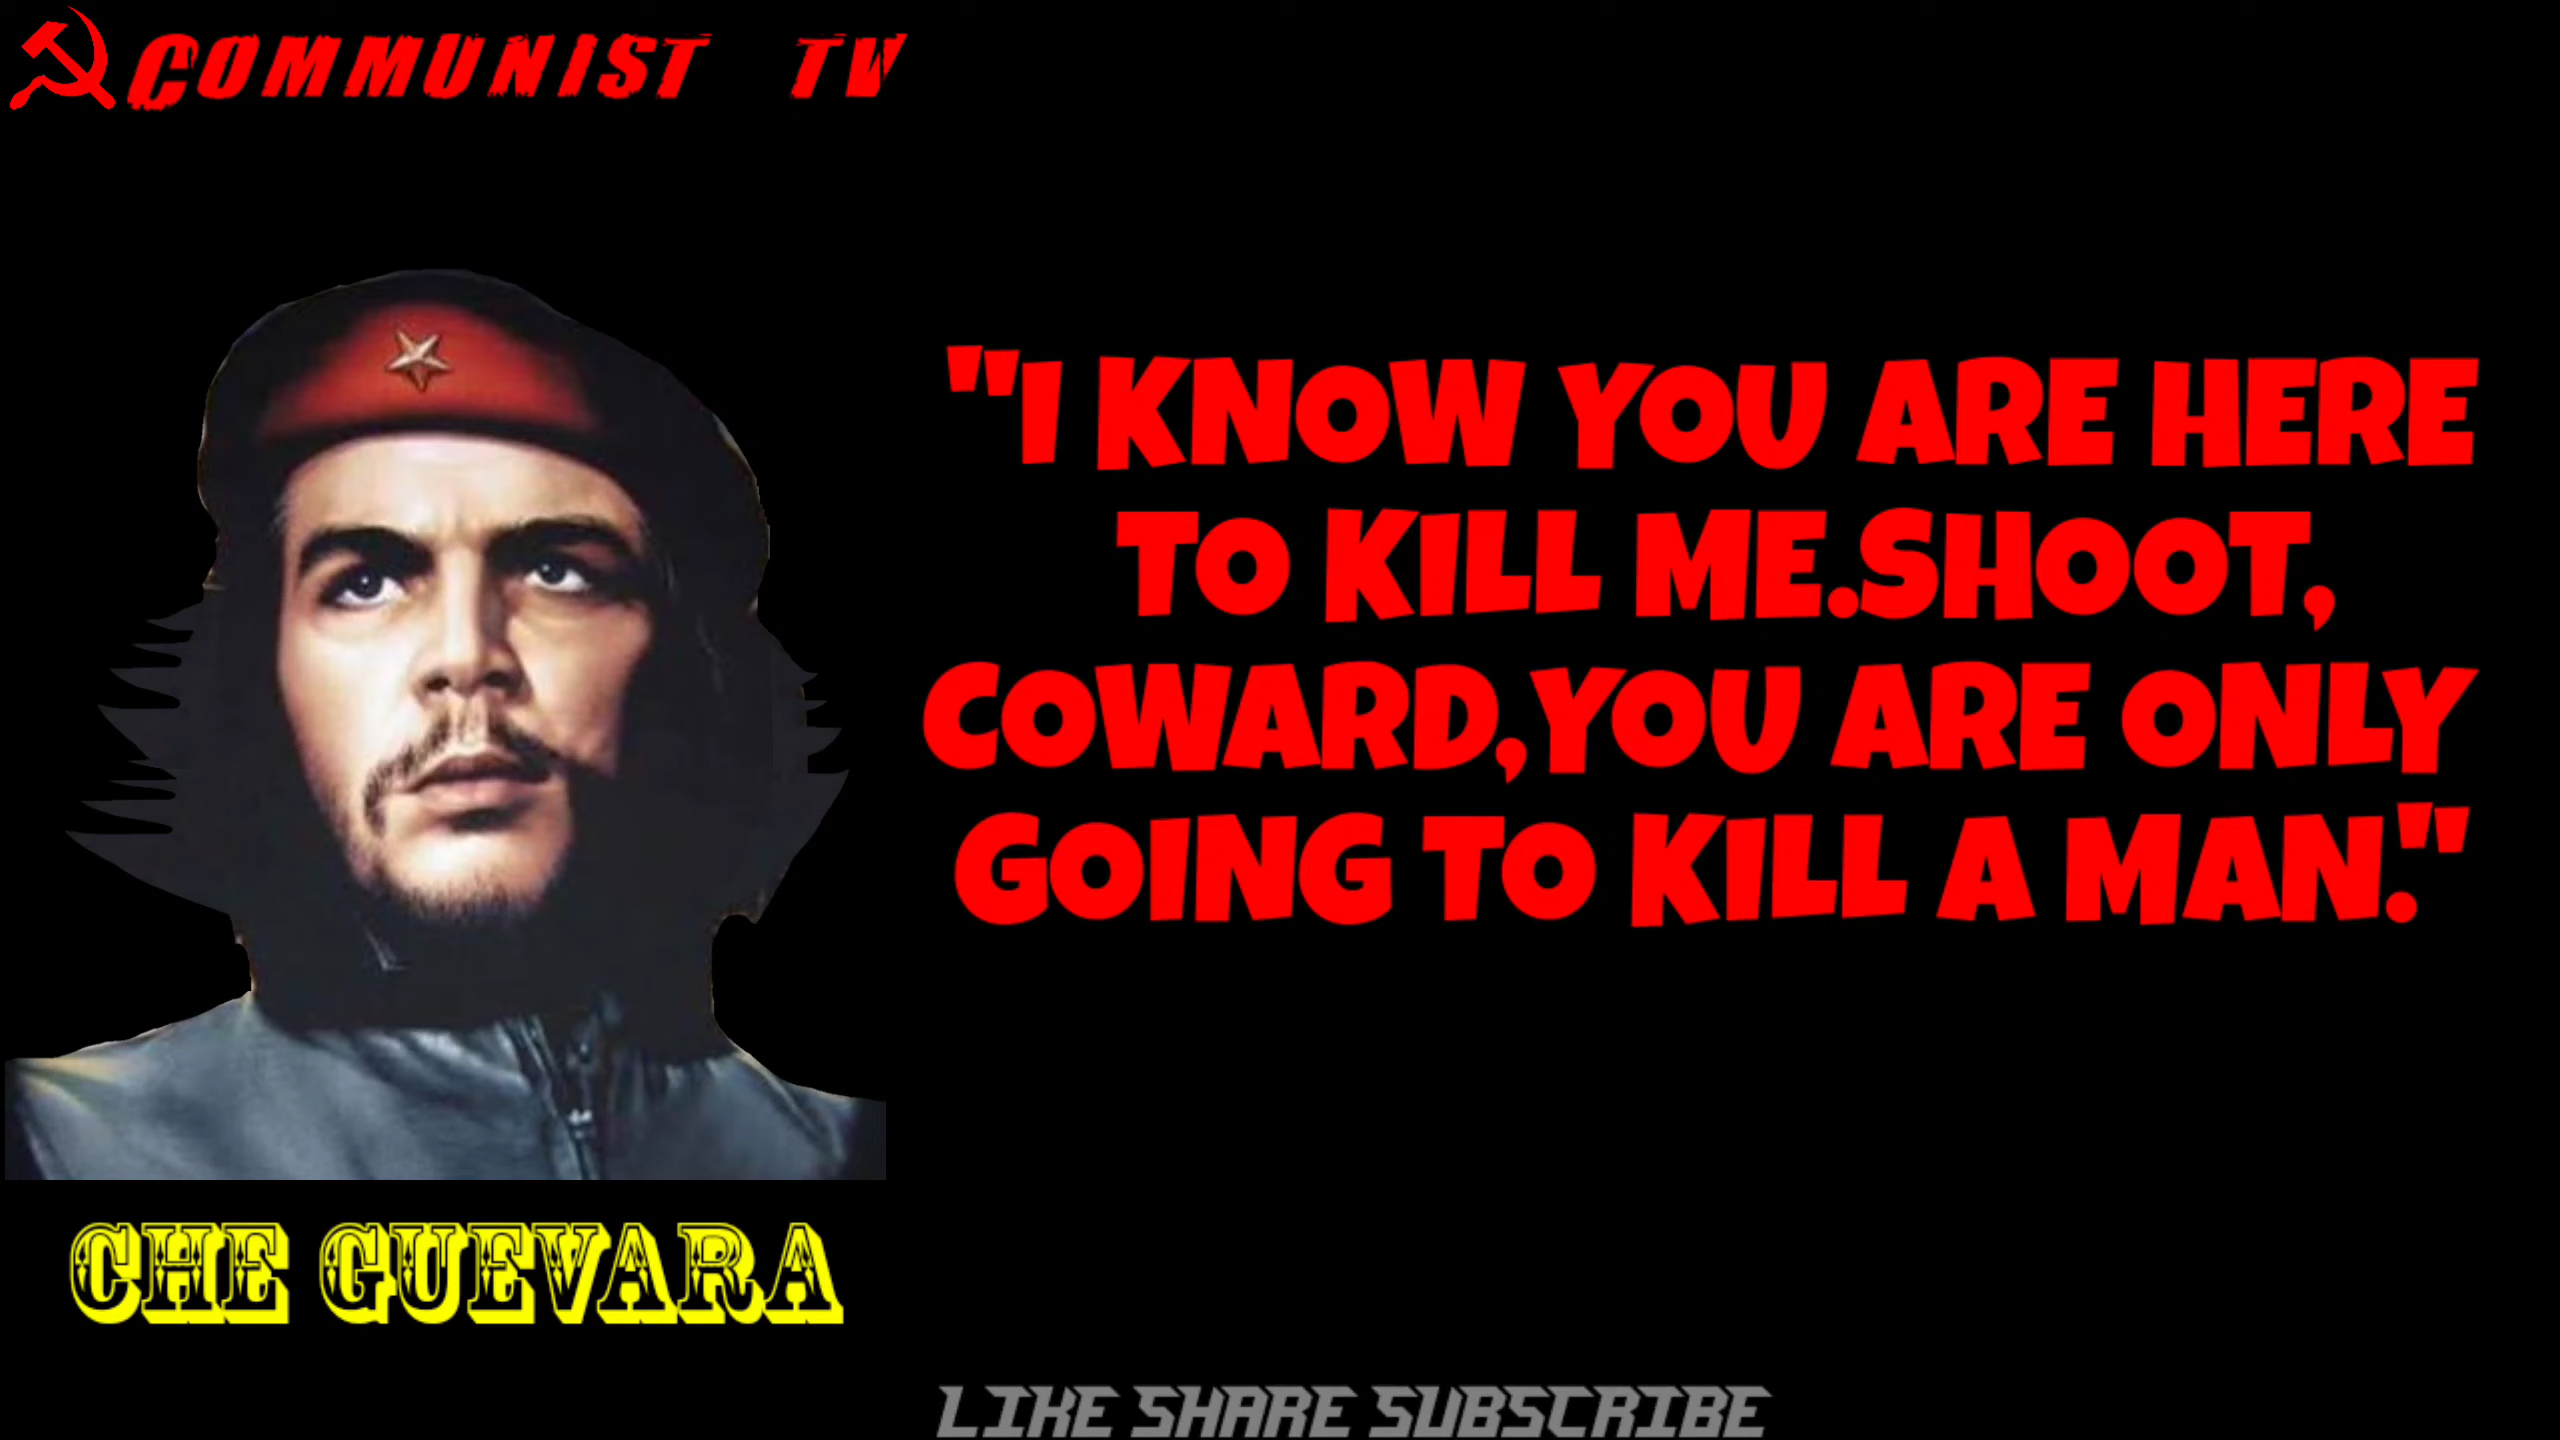 COMMUNIST TV
"I KNOW YOU ARE HERE
TO KILL ME.SHOOT,
COWARD,YOU ARE ONLY
GOING TO KILL A MAN."
CHE GUEVARA
LIKE SHARE SUBSCRIBE